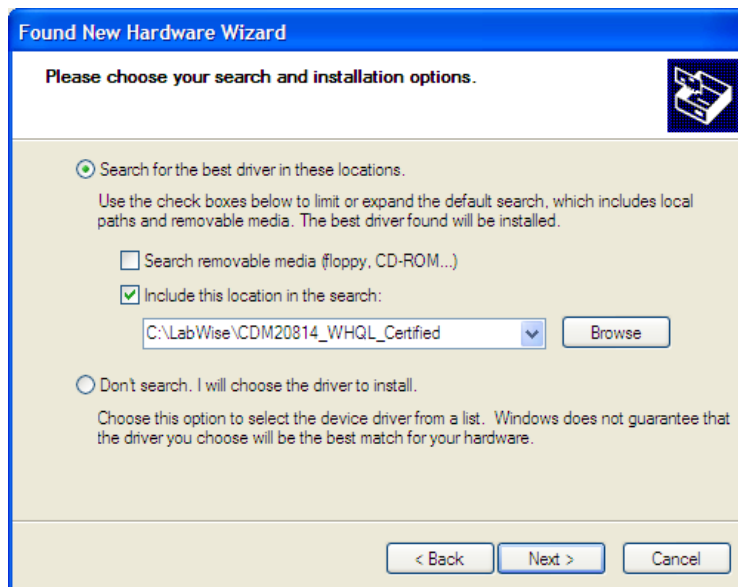 Found New Hardware Wizard
Please choose your search and installation options.
Search for the best driver in these locations.
Use the check boxes below to limit or expand the default search, which includes local
paths and removable media. The best driver found will be installed.
Search removable media (floppy, CD-ROM...)
Include this location in the search:
C:\LabWise\CDM20814_WHQL_Certified
Browse
Don't search. I will choose the driver to install.
Choose this option to select the device driver from a list. Windows does not guarantee that
the driver you choose will be the best match for your hardware.
< Back Next > Cancel